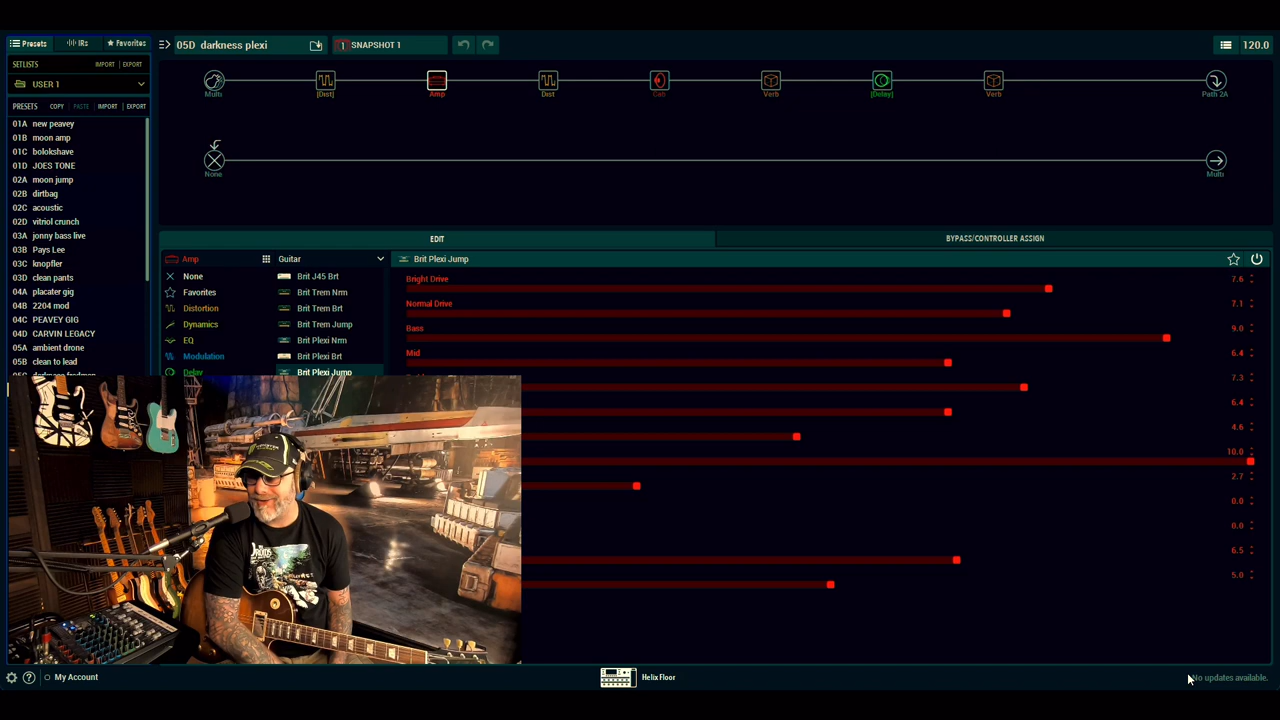 Presets IRs Favorites
05D darkness plexi
1 SNAPSHOT 1
120.0
SETLISTS IMPORT EXPORT
USER 1
PRESETS COPY PASTE IMPORT EXPORT
01A new peavey
01B moon amp
01C bolokshave
01D JOES TONE
02A moon jump
02B dirtbag
02C acoustic
02D vitriol crunch
03A jonny bass live
03B Pays Lee
03C knopfler
03D clean pants
04A placater gig
04B 2204 mod
04C PEAVEY GIG
04D CARVIN LEGACY
05A ambient drone
05B clean to lead
Multi
[Dist]
Amp
Dist
Cab
Verb
[Delay]
Verb
Path 2A
None
Multi
EDIT
BYPASS/CONTROLLER ASSIGN
Amp
None
Favorites
Distortion
Dynamics
EQ
Modulation
Delay
Guitar
Brit J45 Brt
Brit Trem Nrm
Brit Trem Brt
Brit Trem Jump
Brit Plexi Nrm
Brit Plexi Brt
Brit Plexi Jump
Brit Plexi Jump
Bright Drive 7.6
Normal Drive 7.1
Bass 9.0
Mid 6.4
7.3
6.4
4.6
10.0
2.7
0.0
0.0
6.5
5.0
My Account
Helix Floor
No updates available.